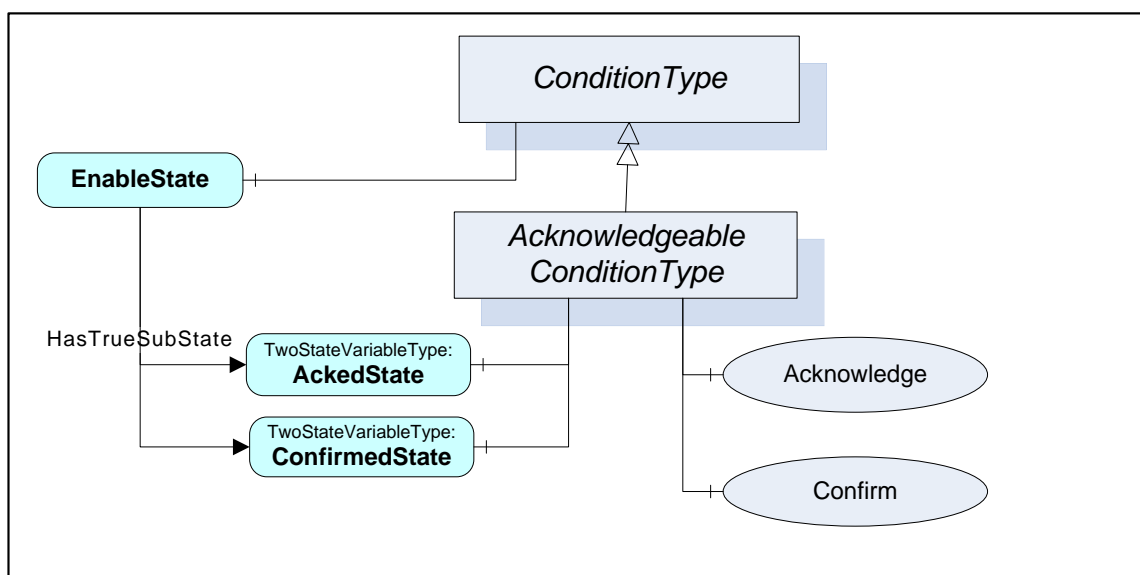 ConditionType
EnableState
Acknowledgeable
ConditionType
HasTrueSubState
TwoStateVariableType:
AckedState
Acknowledge
TwoStateVariableType:
ConfirmedState
Confirm